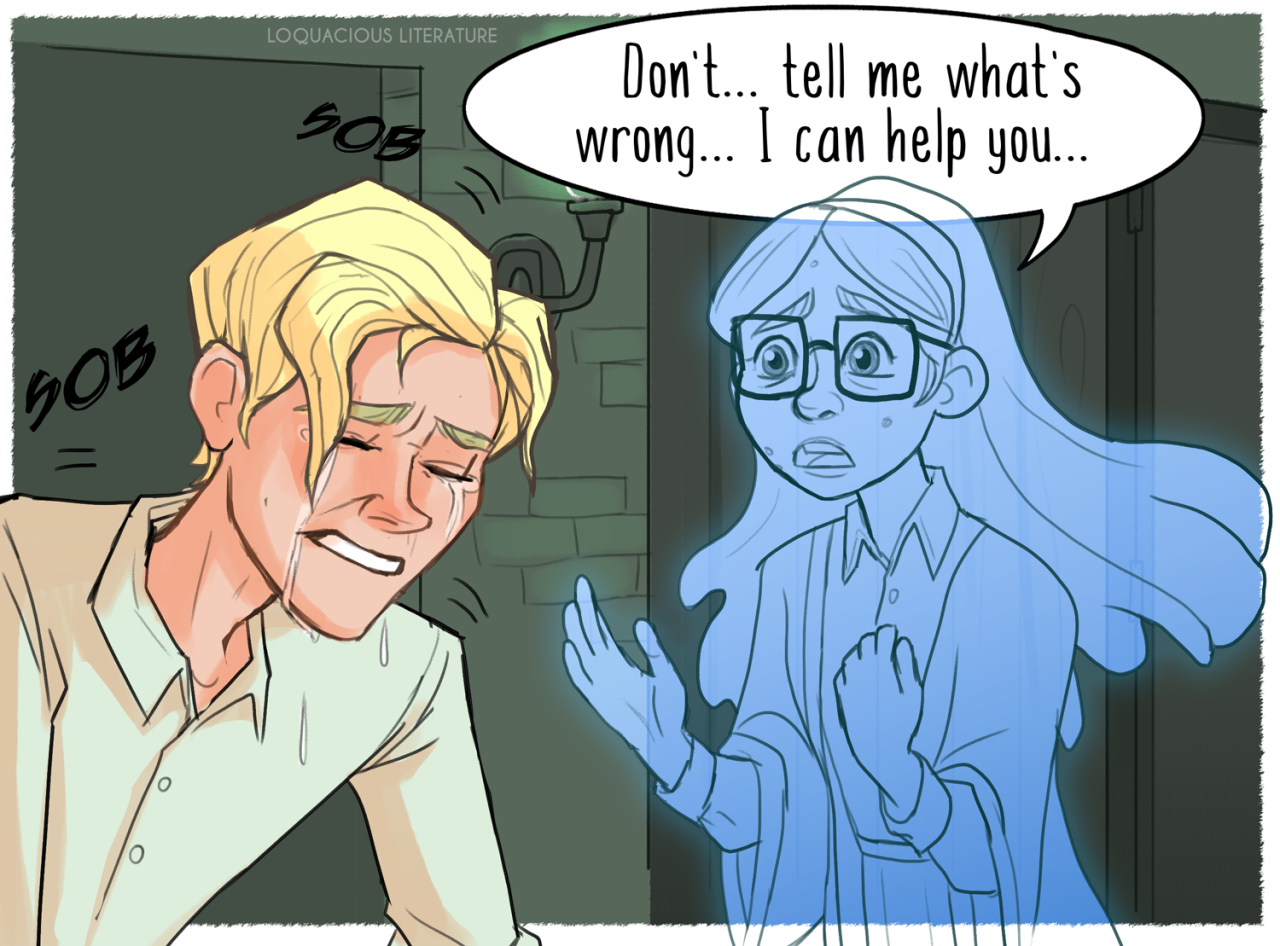 LOQUACIOUS LITERATURE
Don't... tell me what's
wrong... I can help you...
SOB
SOB